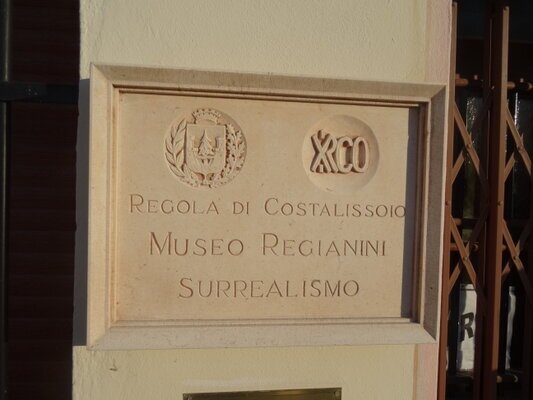 XRCO
REGOLA DI COSTALISSOIO
MUSEO REGIANINI
SURREALISMO
R